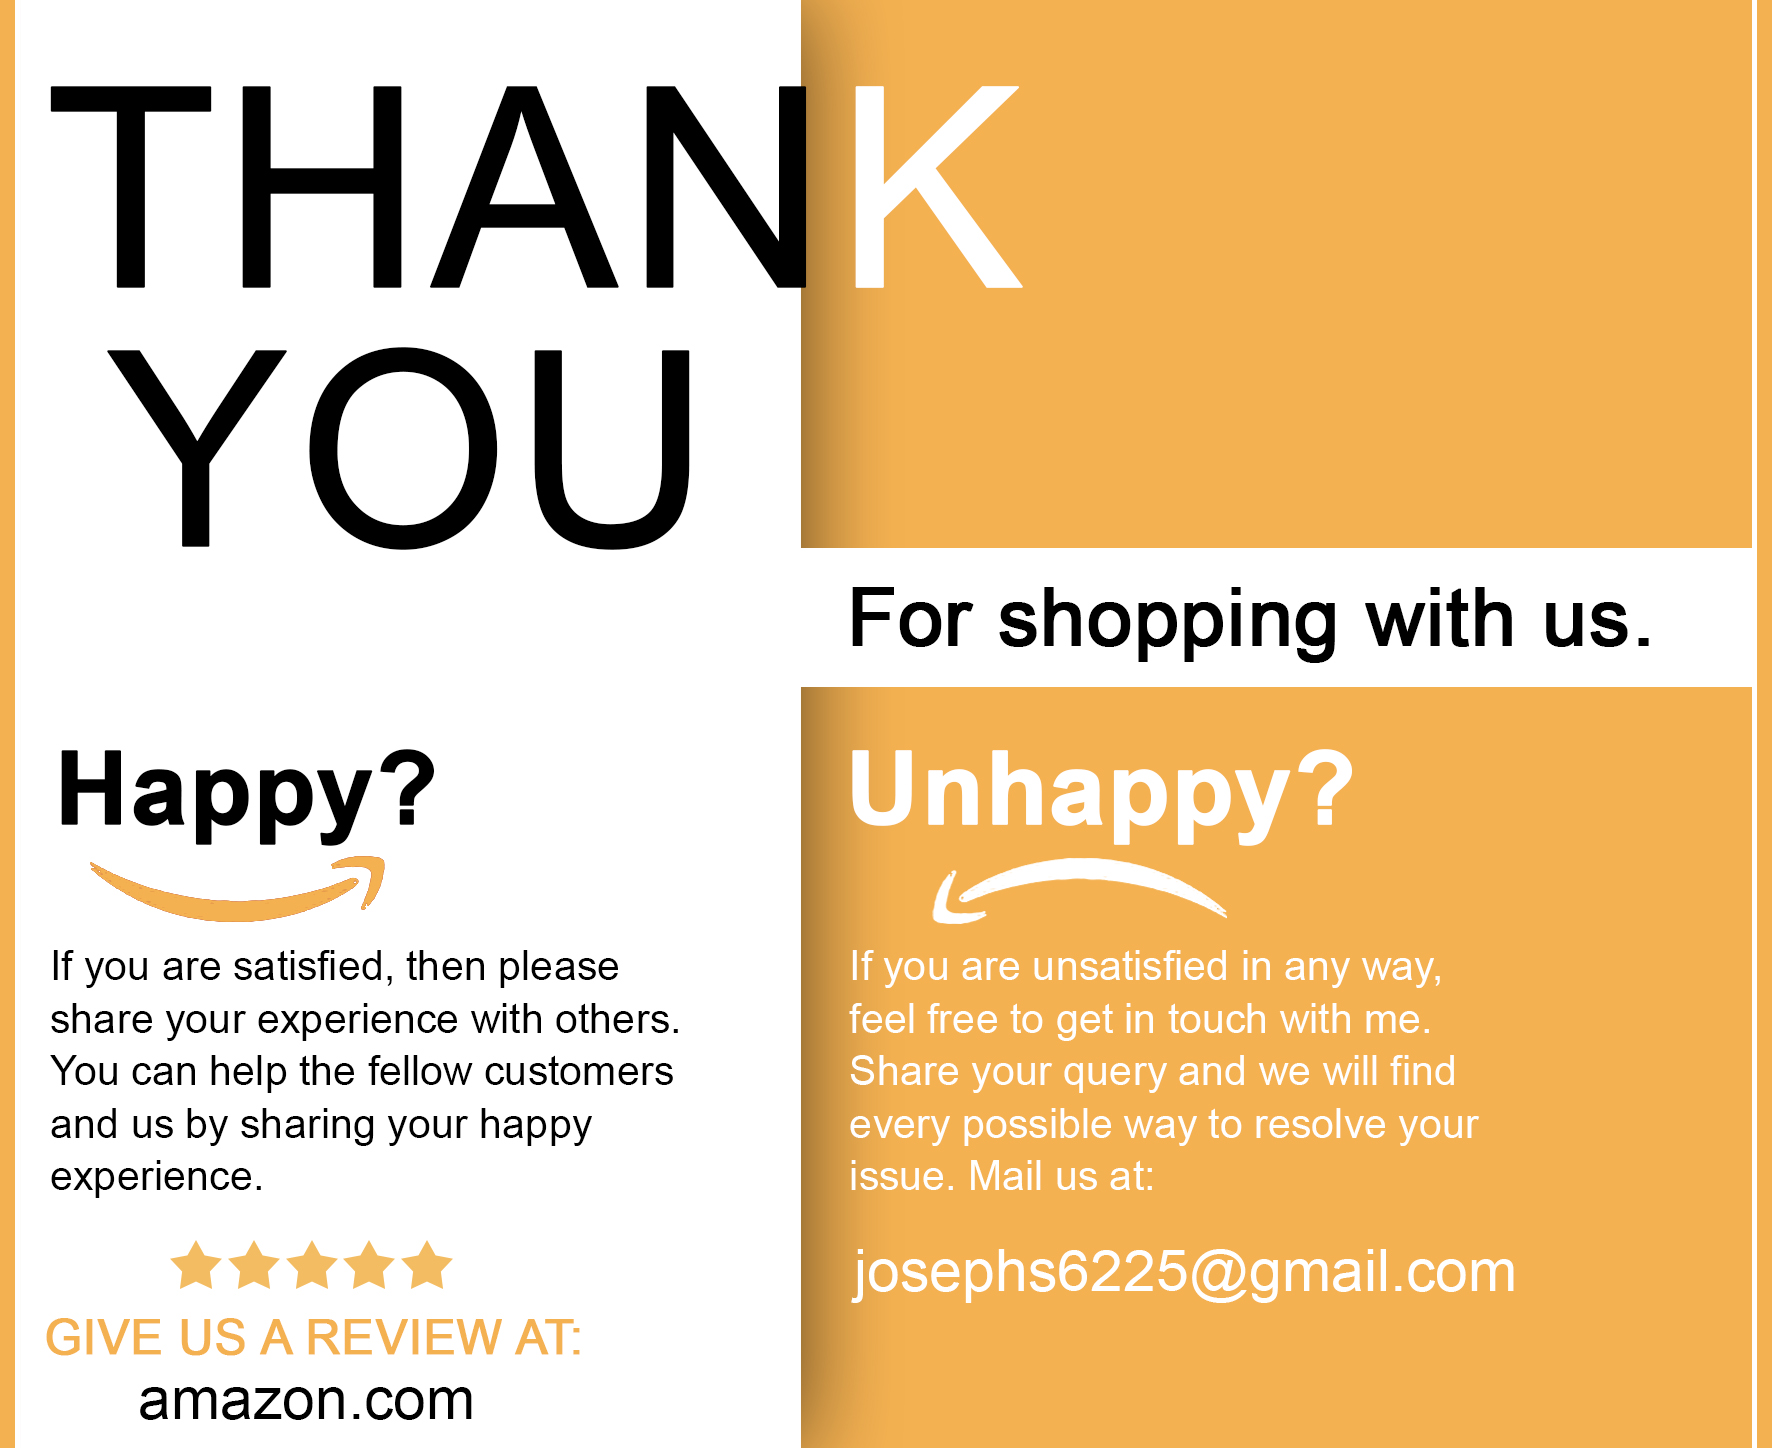 THANK
YOU
For shopping with us.
Happy?
If you are satisfied, then please
share your experience with others.
You can help the fellow customers
and us by sharing your happy
experience.
GIVE US A REVIEW AT:
amazon.com
Unhappy?
If you are unsatisfied in any way,
feel free to get in touch with me.
Share your query and we will find
every possible way to resolve your
issue. Mail us at:
josephs6225@gmail.com